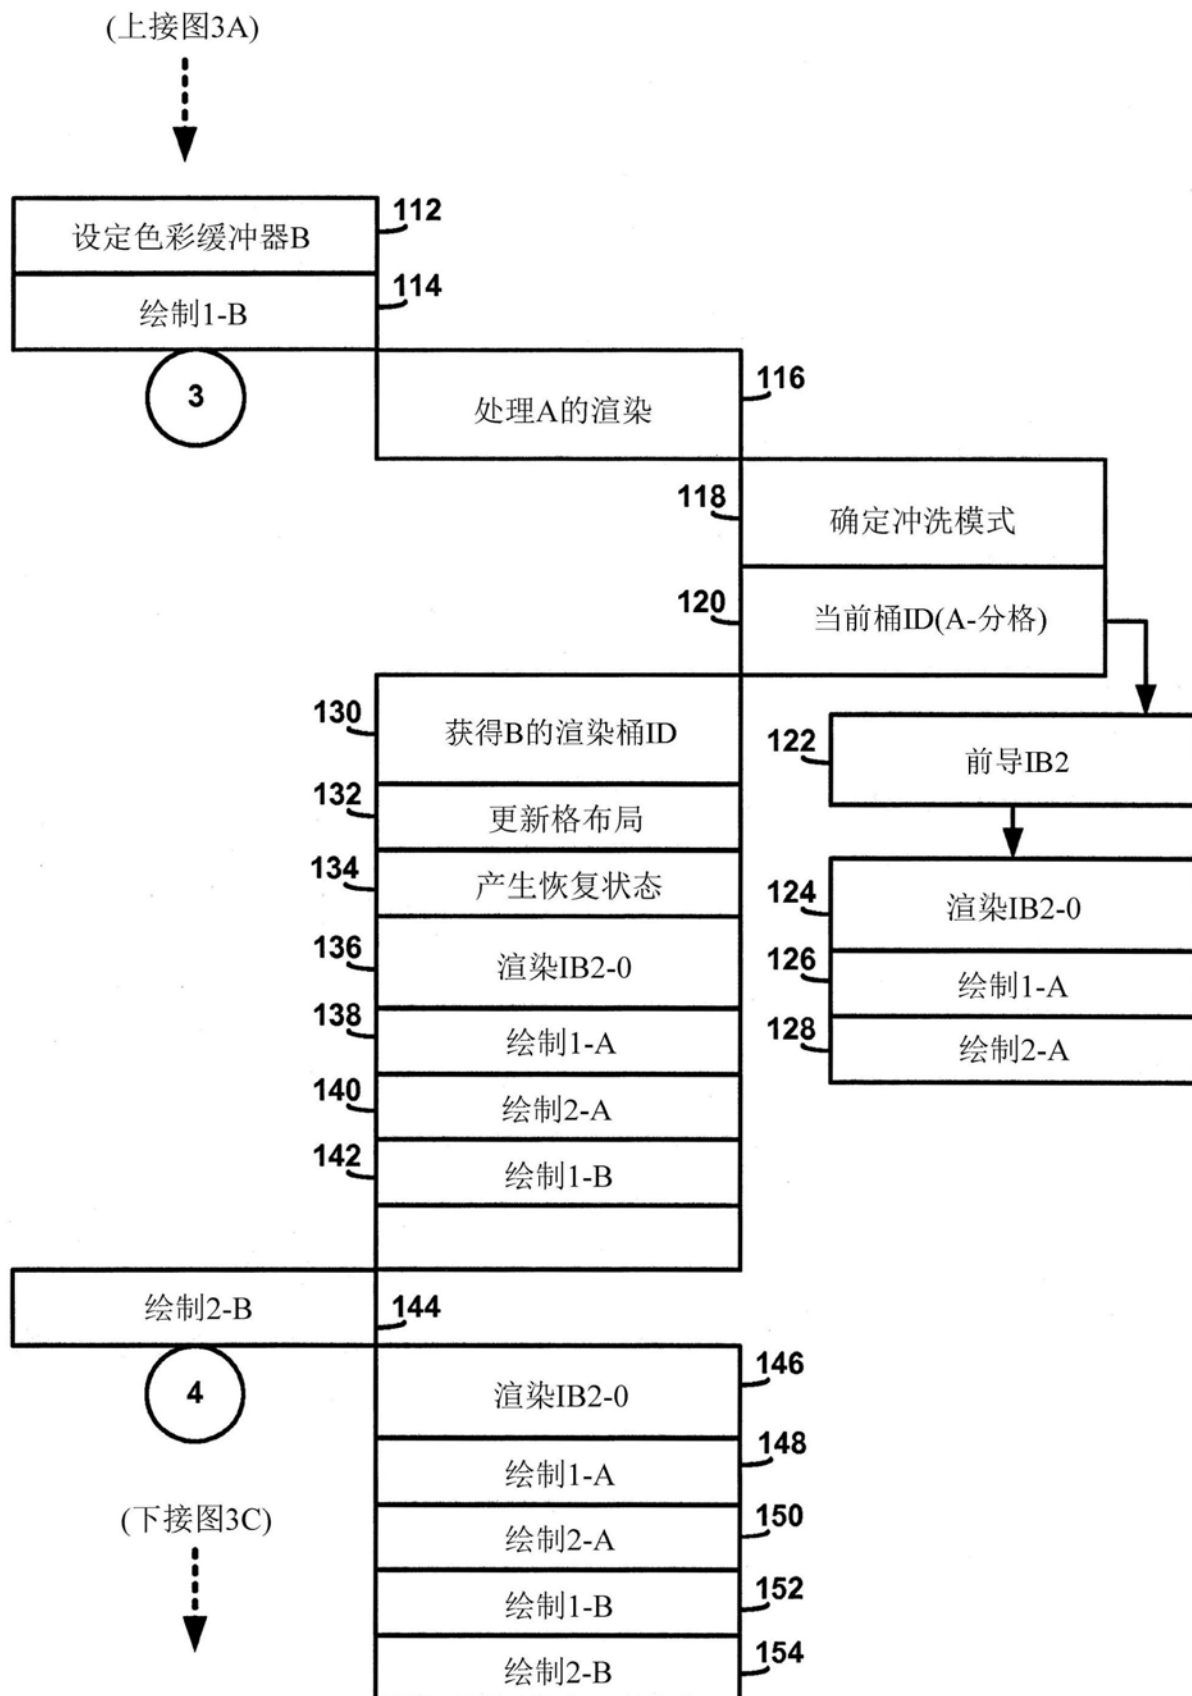 (上接图3A)
设定色彩缓冲器B
112
绘制1-B
114
3
处理A的渲染
116
118
确定冲洗模式
120
当前桶ID(A-分格)
130
获得B的渲染桶ID
122
前导IB2
132
更新格布局
134
产生恢复状态
124
渲染IB2-0
136
渲染IB2-0
126
绘制1-A
138
绘制1-A
128
绘制2-A
140
绘制2-A
142
绘制1-B
绘制2-B
144
4
渲染IB2-0
146
绘制1-A
148
(下接图3C)
绘制2-A
150
绘制1-B
152
绘制2-B
154